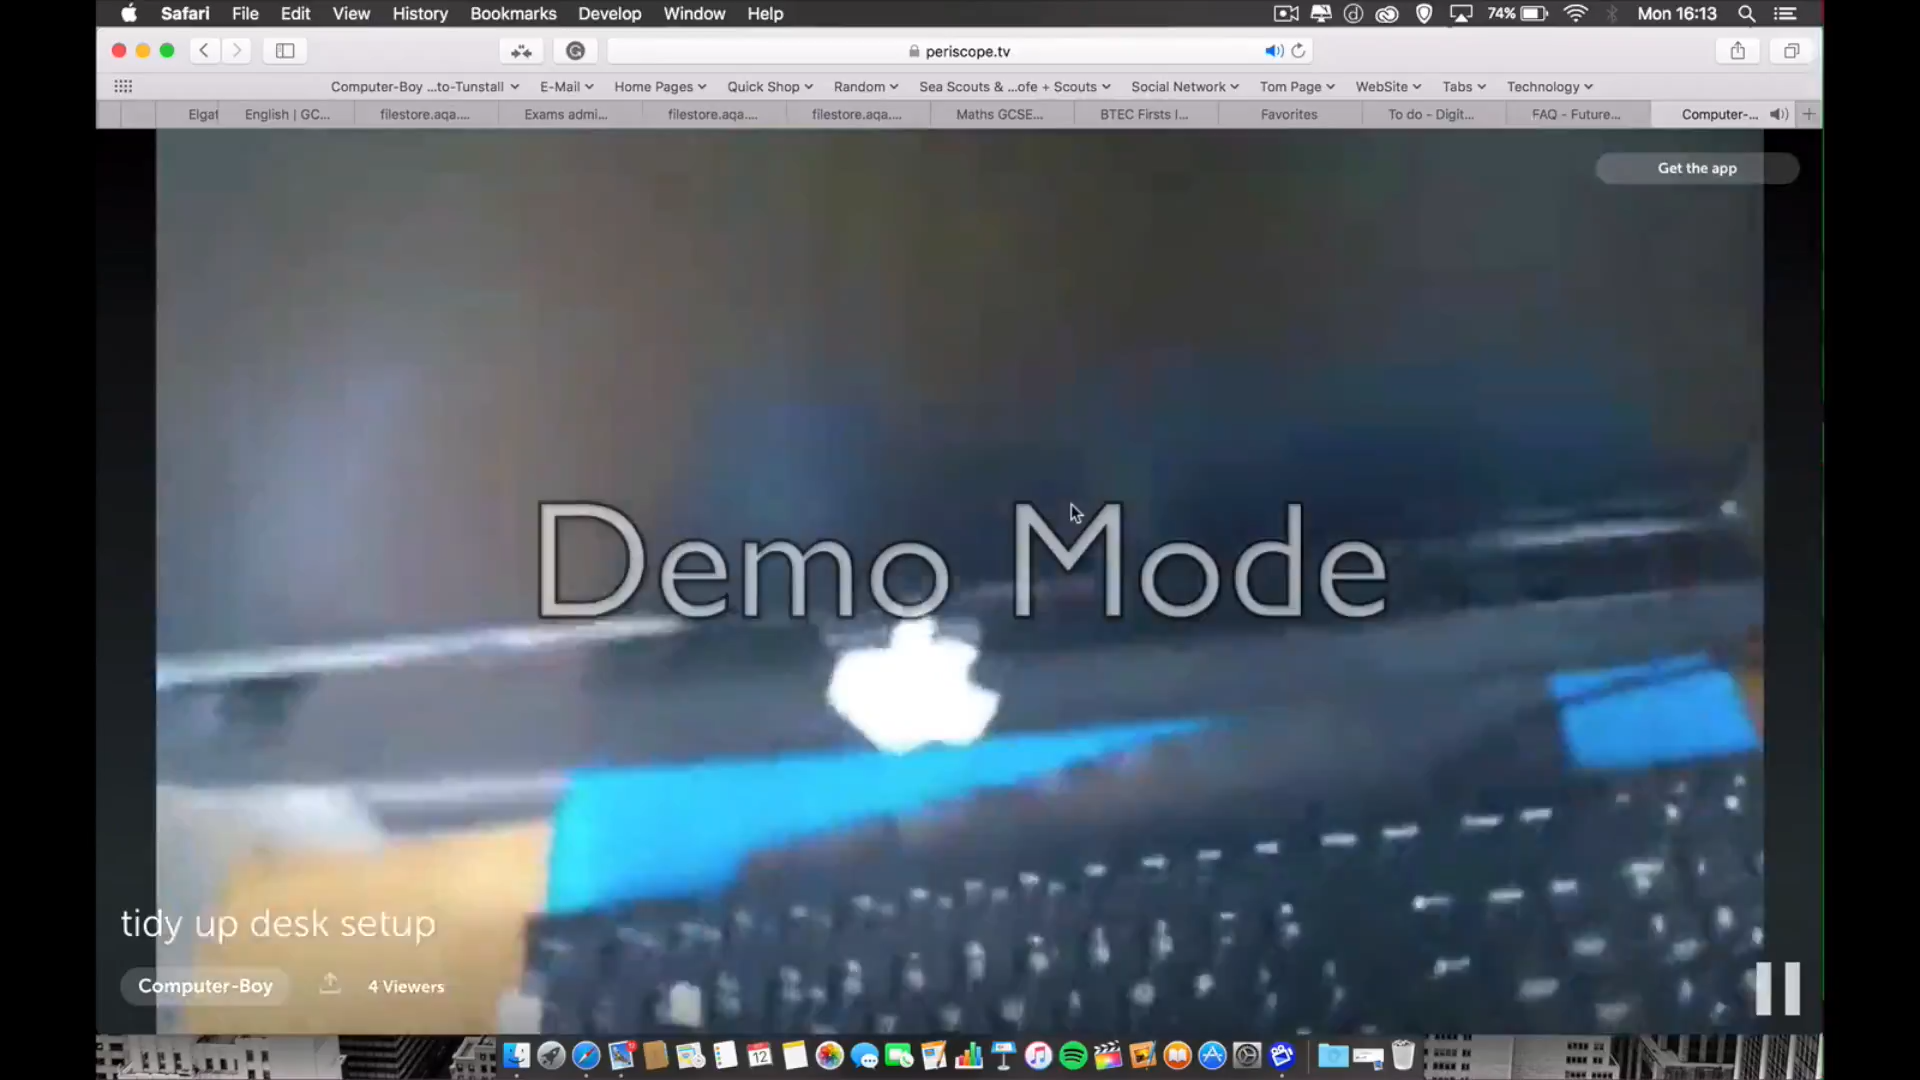 Safari File Edit View History Bookmarks Develop Window Help 74% Mon 16:13
periscope.tv
Computer-Boy ...to-Tunstall E-Mail Home Pages Quick Shop Random Sea Scouts & ...ofe + Scouts Social Network Tom Page WebSite Tabs Technology
Elgat English | GC... filestore.aqa.... Exams admi... filestore.aqa.... filestore.aqa.... Maths GCSE... BTEC Firsts I... Favorites To do - Digit... FAQ - Future... Computer-...
Get the app
Demo Mode
tidy up desk setup
Computer-Boy 4 Viewers
12